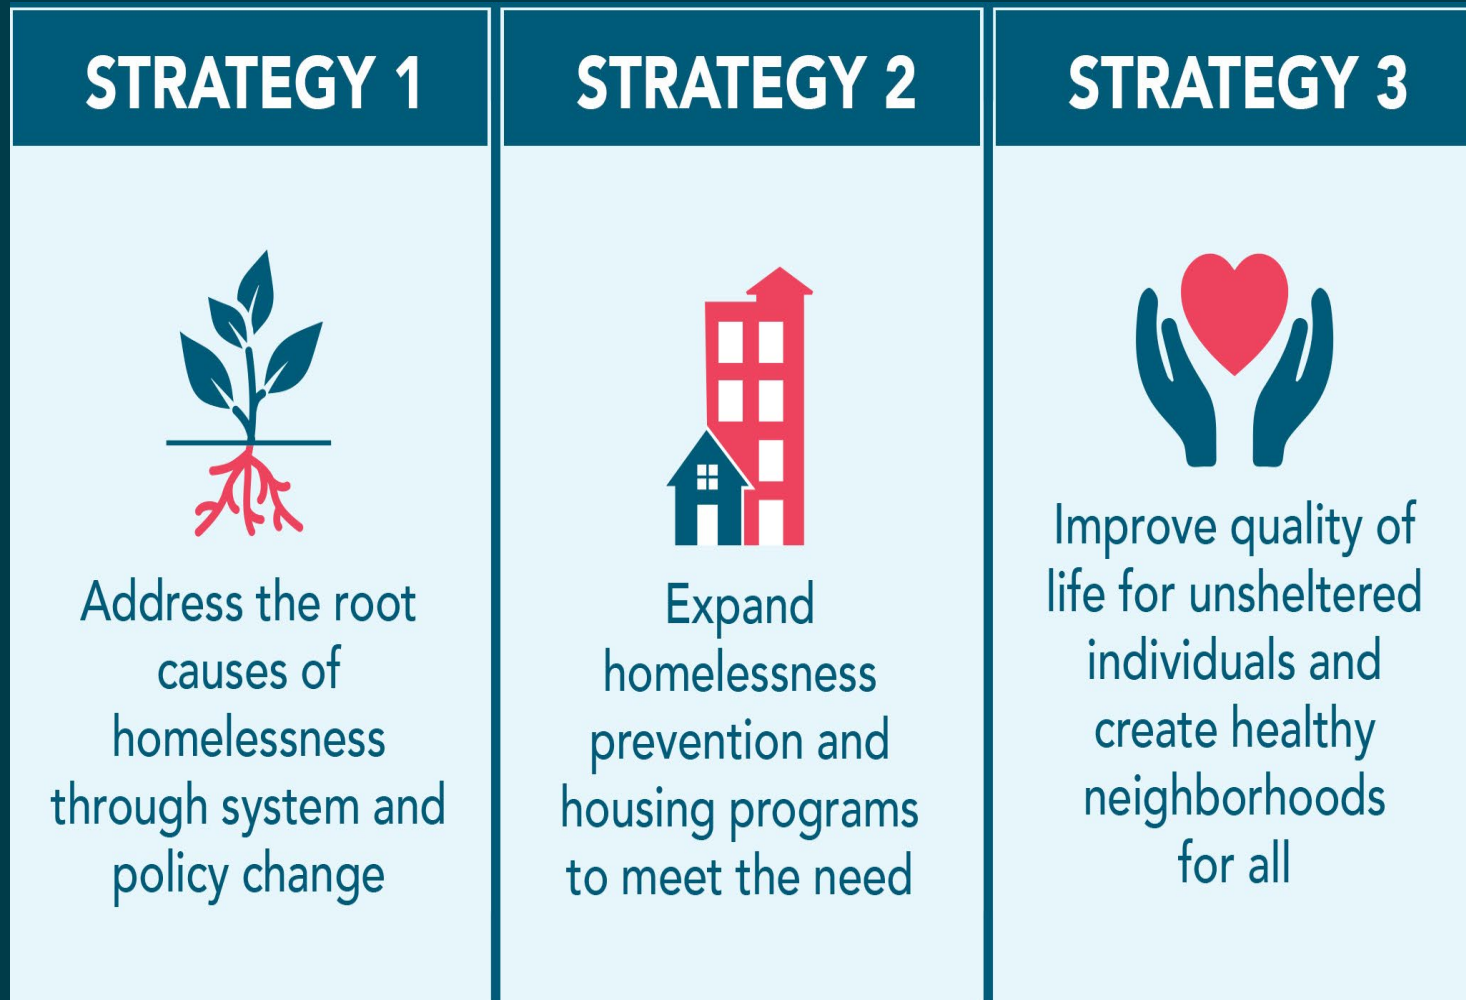 STRATEGY 1
Address the root
causes of
homelessness
through system and
policy change
STRATEGY 2
Expand
homelessness
prevention and
housing programs
to meet the need
STRATEGY 3
Improve quality of
life for unsheltered
individuals and
create healthy
neighborhoods
for all